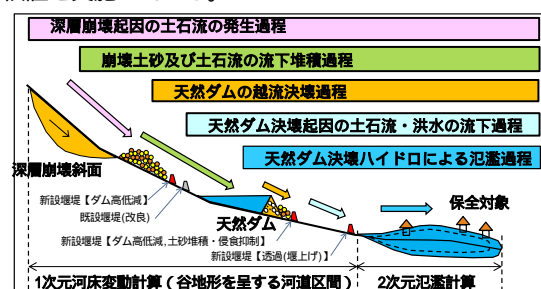 深層崩壊起因の土石流の発生過程
崩壊土砂及び土石流の流下堆積過程
天然ダムの越流決壊過程
天然ダム決壊起因の土石流・洪水の流下過程
天然ダム決壊ハイドロによる氾濫過程
深層崩壊斜面
新設堰堤【ダム高低減】
既設堰堤(改良)
天然ダム
保全対象
新設堰堤【ダム高低減,土砂堆積・侵食抑制】
新設堰堤【透過(堰上げ)】
1次元河床変動計算(谷地形を呈する河道区間)
2次元氾濫計算